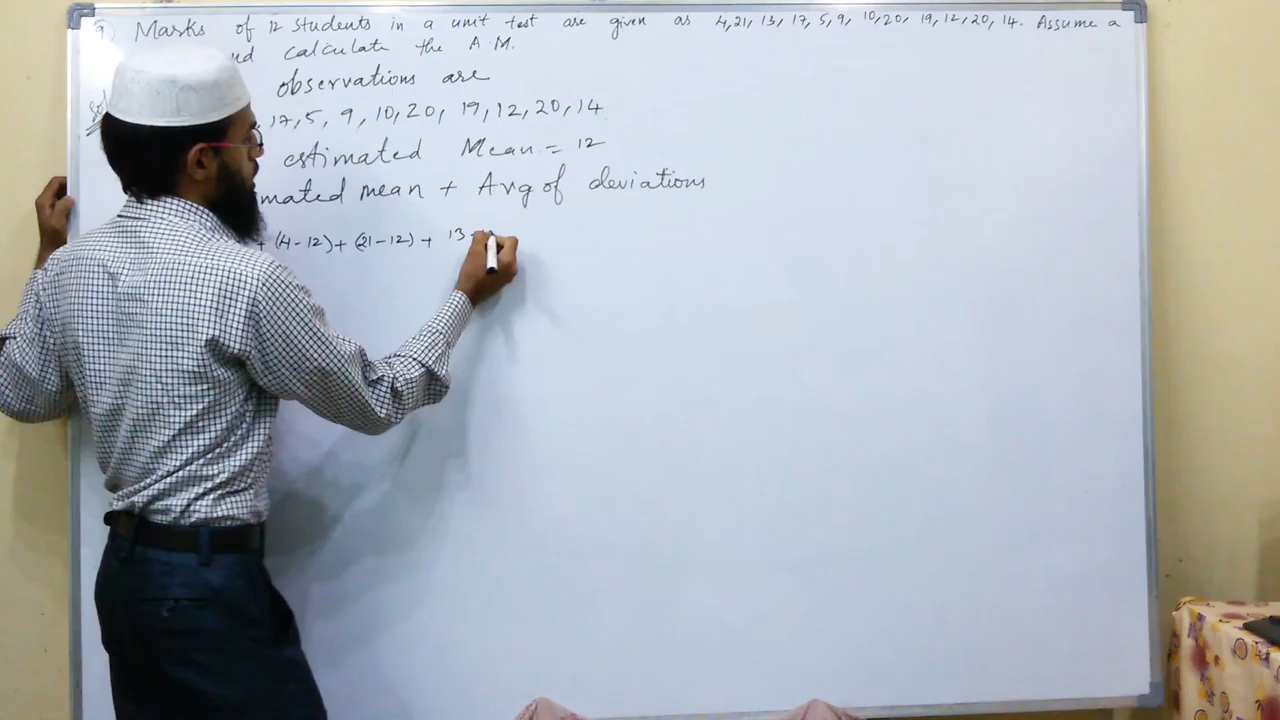 9) Marks of 12 students in a unit test are given as 4, 21, 13, 17, 5, 9, 10, 20, 19, 12, 20, 14. Assume a
calculate the A.M.
Sol
observations are
17, 5, 9, 10, 20, 19, 12, 20, 14
estimated Mean = 12
mean + Avg of deviations
+ (4-12) + (21-12) + 13-